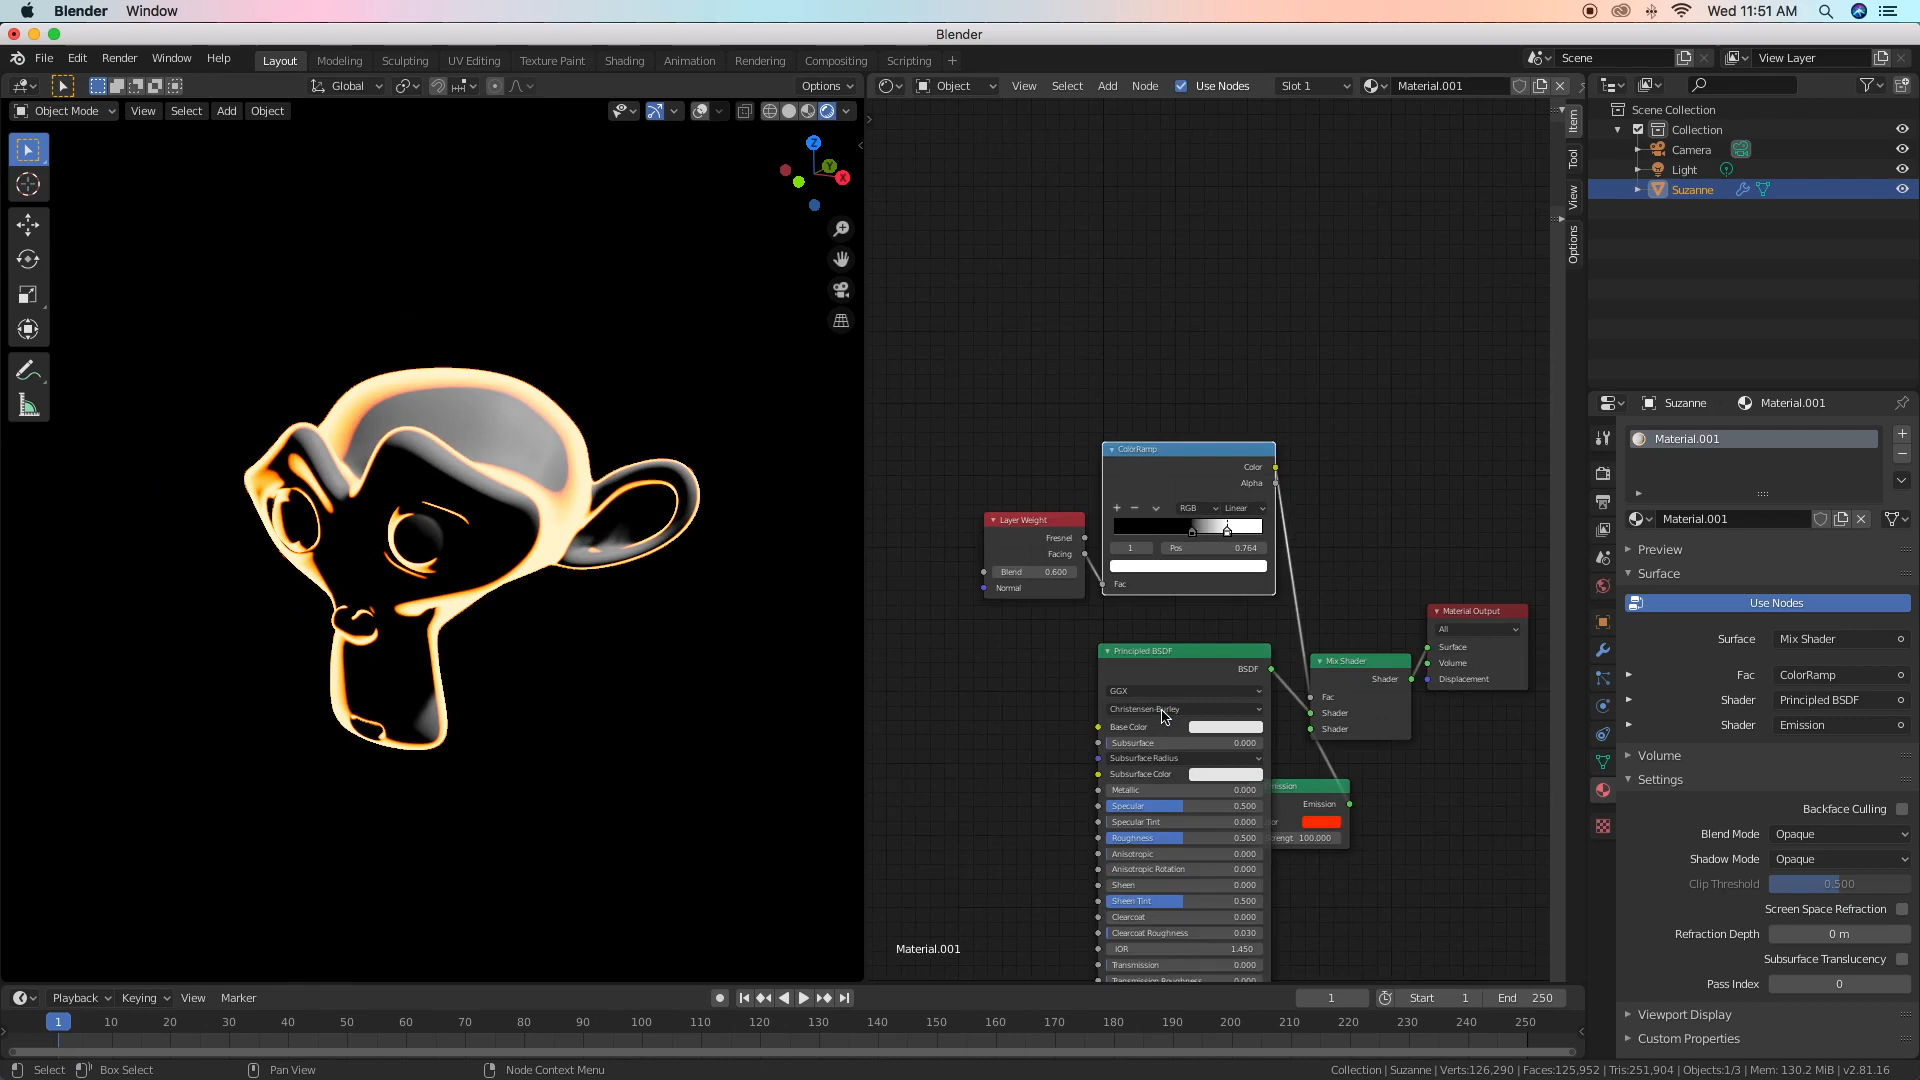 Blender Window Wed 11:51 AM
Blender
File Edit Render Window Help Layout Modeling Sculpting UV Editing Texture Paint Shading Animation Rendering Compositing Scripting + Scene View Layer
Global Options Object View Select Add Node Use Nodes Slot 1 Material.001
Object Mode View Select Add Object
Z
Y
X
Item
Tool
View
Options
Scene Collection
Collection
Camera
Light
Suzanne
ColorRamp
Color
Alpha
RGB Linear
1 Pos 0.764
Fac
Layer Weight
Fresnel
Facing
Blend 0.600
Normal
Principled BSDF
BSDF
GGX
Christensen-Burley
Base Color
Subsurface 0.000
Subsurface Radius
Subsurface Color
Metallic 0.000
Specular 0.500
Specular Tint 0.000
Roughness 0.500
Anisotropic 0.000
Anisotropic Rotation 0.000
Sheen 0.000
Sheen Tint 0.500
Clearcoat 0.000
Clearcoat Roughness 0.030
IOR 1.450
Transmission 0.000
Mix Shader
Shader
Fac
Shader
Shader
Material Output
All
Surface
Volume
Displacement
Emission
100.000
Material.001
Suzanne Material.001
Material.001
Material.001
Preview
Surface
Use Nodes
Surface Mix Shader
Fac ColorRamp
Shader Principled BSDF
Shader Emission
Volume
Settings
Backface Culling
Blend Mode Opaque
Shadow Mode Opaque
Clip Threshold 0.500
Screen Space Refraction
Refraction Depth 0 m
Subsurface Translucency
Pass Index 0
Viewport Display
Custom Properties
Playback Keying View Marker 1 Start 1 End 250
1 10 20 30 40 50 60 70 80 90 100 110 120 130 140 150 160 170 180 190 200 210 220 230 240 250
Select Box Select Pan View Node Context Menu Collection | Suzanne | Verts:126,290 | Faces:125,952 | Tris:251,904 | Objects:1/3 | Mem: 130.2 MiB | v2.81.16